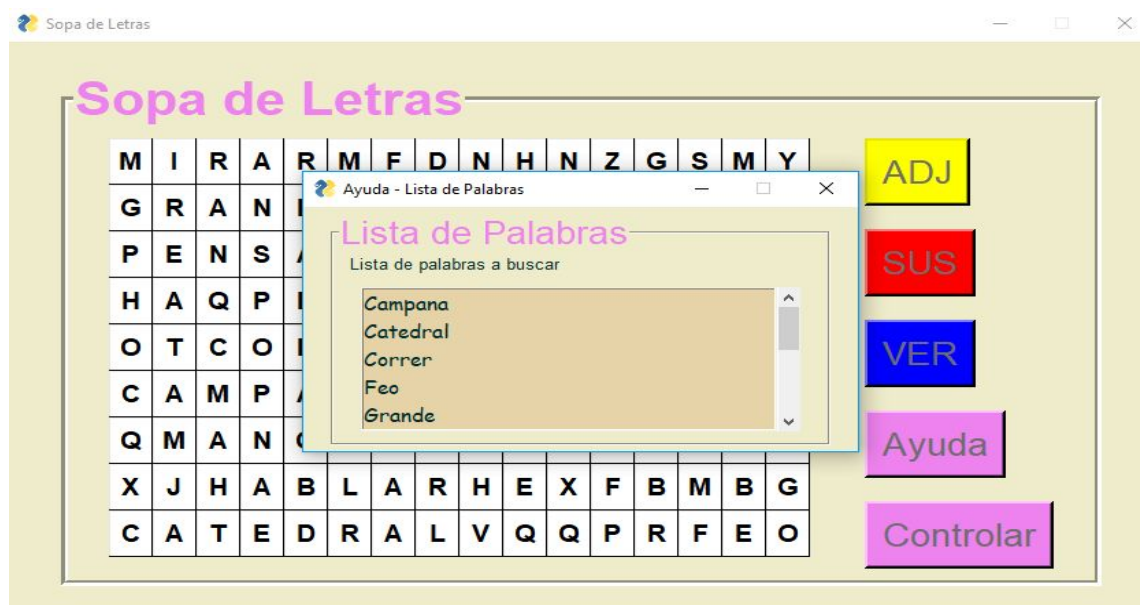 Sopa de Letras
Sopa de Letras
M I R A R M F D N H N Z G S M Y
ADJ
Ayuda - Lista de Palabras
G R A N
Lista de Palabras
P E N S
Lista de palabras a buscar
SUS
H A Q P
Campana
Catedral
O T C O
Correr
VER
Feo
C A M P
Grande
Q M A N
Ayuda
X J H A B L A R H E X F B M B G
C A T E D R A L V Q Q P R F E O
Controlar